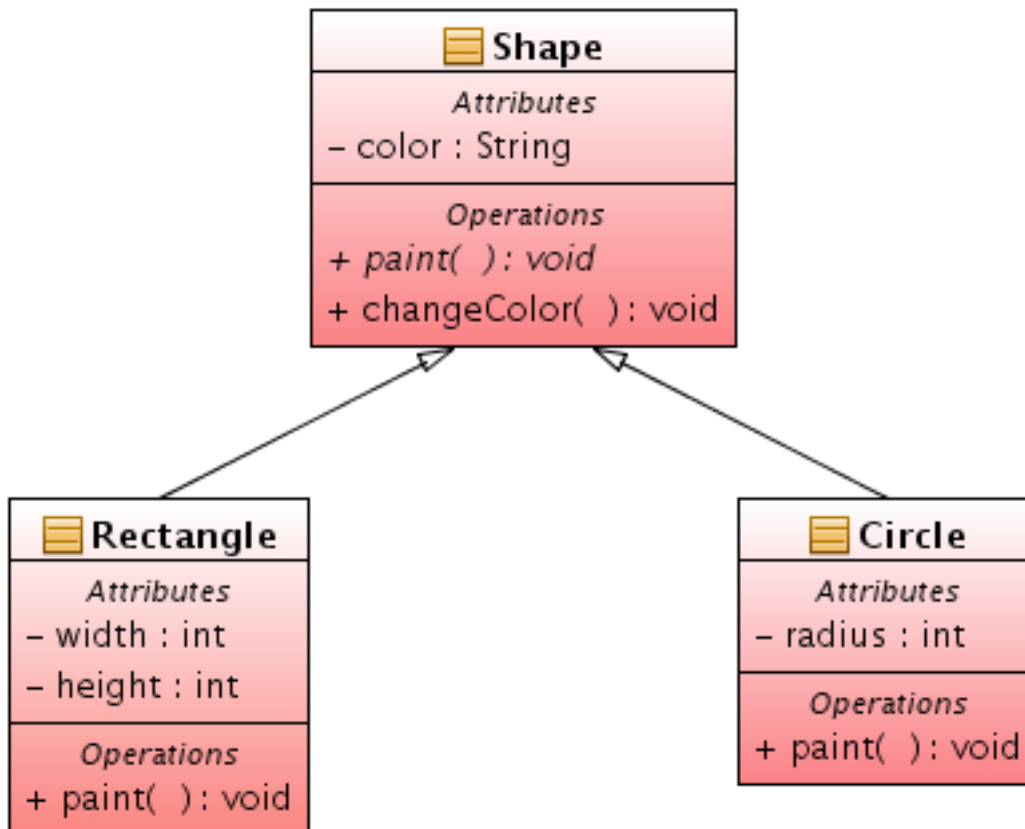 Shape
Attributes
– color : String
Operations
+ paint(  ) : void
+ changeColor(  ) : void
Rectangle
Attributes
– width : int
– height : int
Operations
+ paint(  ) : void
Circle
Attributes
– radius : int
Operations
+ paint(  ) : void